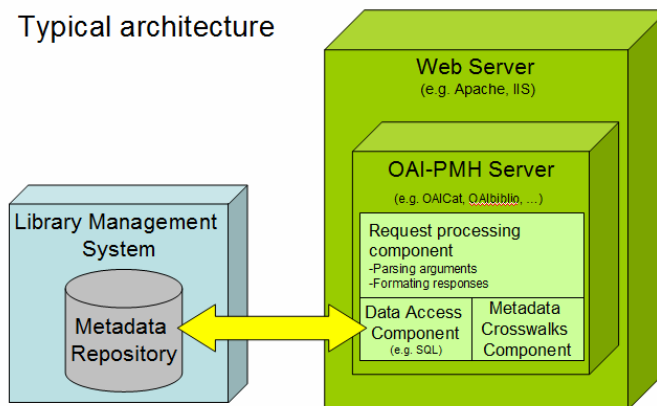 Typical architecture
Web Server
(e.g. Apache, IIS)
OAI-PMH Server
(e.g. OAICat, OAIbiblio, ...)
Library Management
System
Metadata
Repository
Request processing
component
-Parsing arguments
-Formating responses
Data Access
Component
(e.g. SQL)
Metadata
Crosswalks
Component